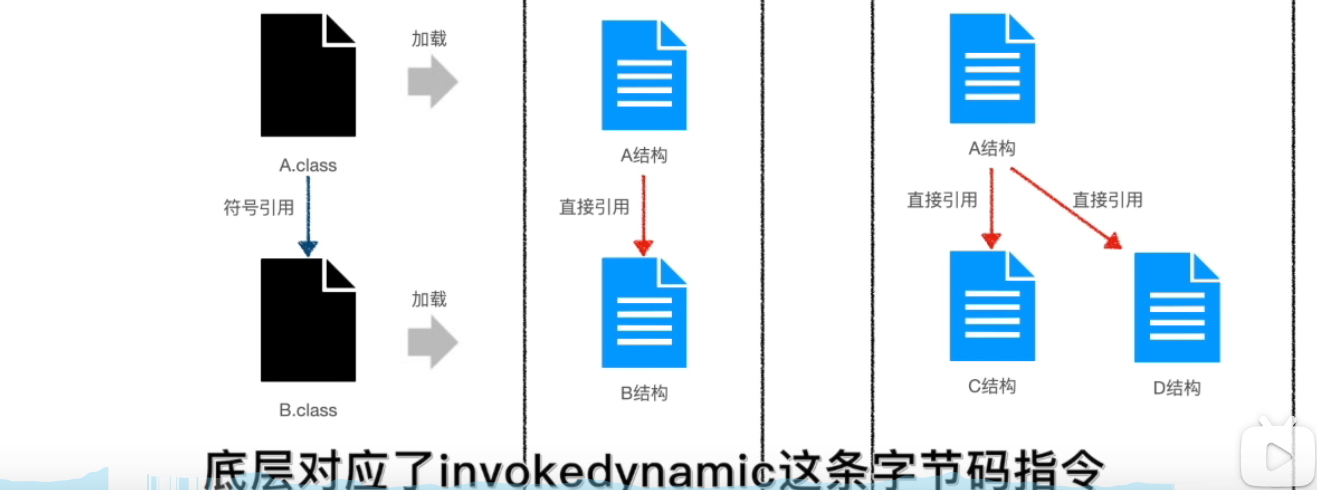 加载
A.class
A结构
A结构
符号引用
直接引用
直接引用
直接引用
加载
B.class
B结构
C结构
D结构
底层对应了invokedynamic这条字节码指令